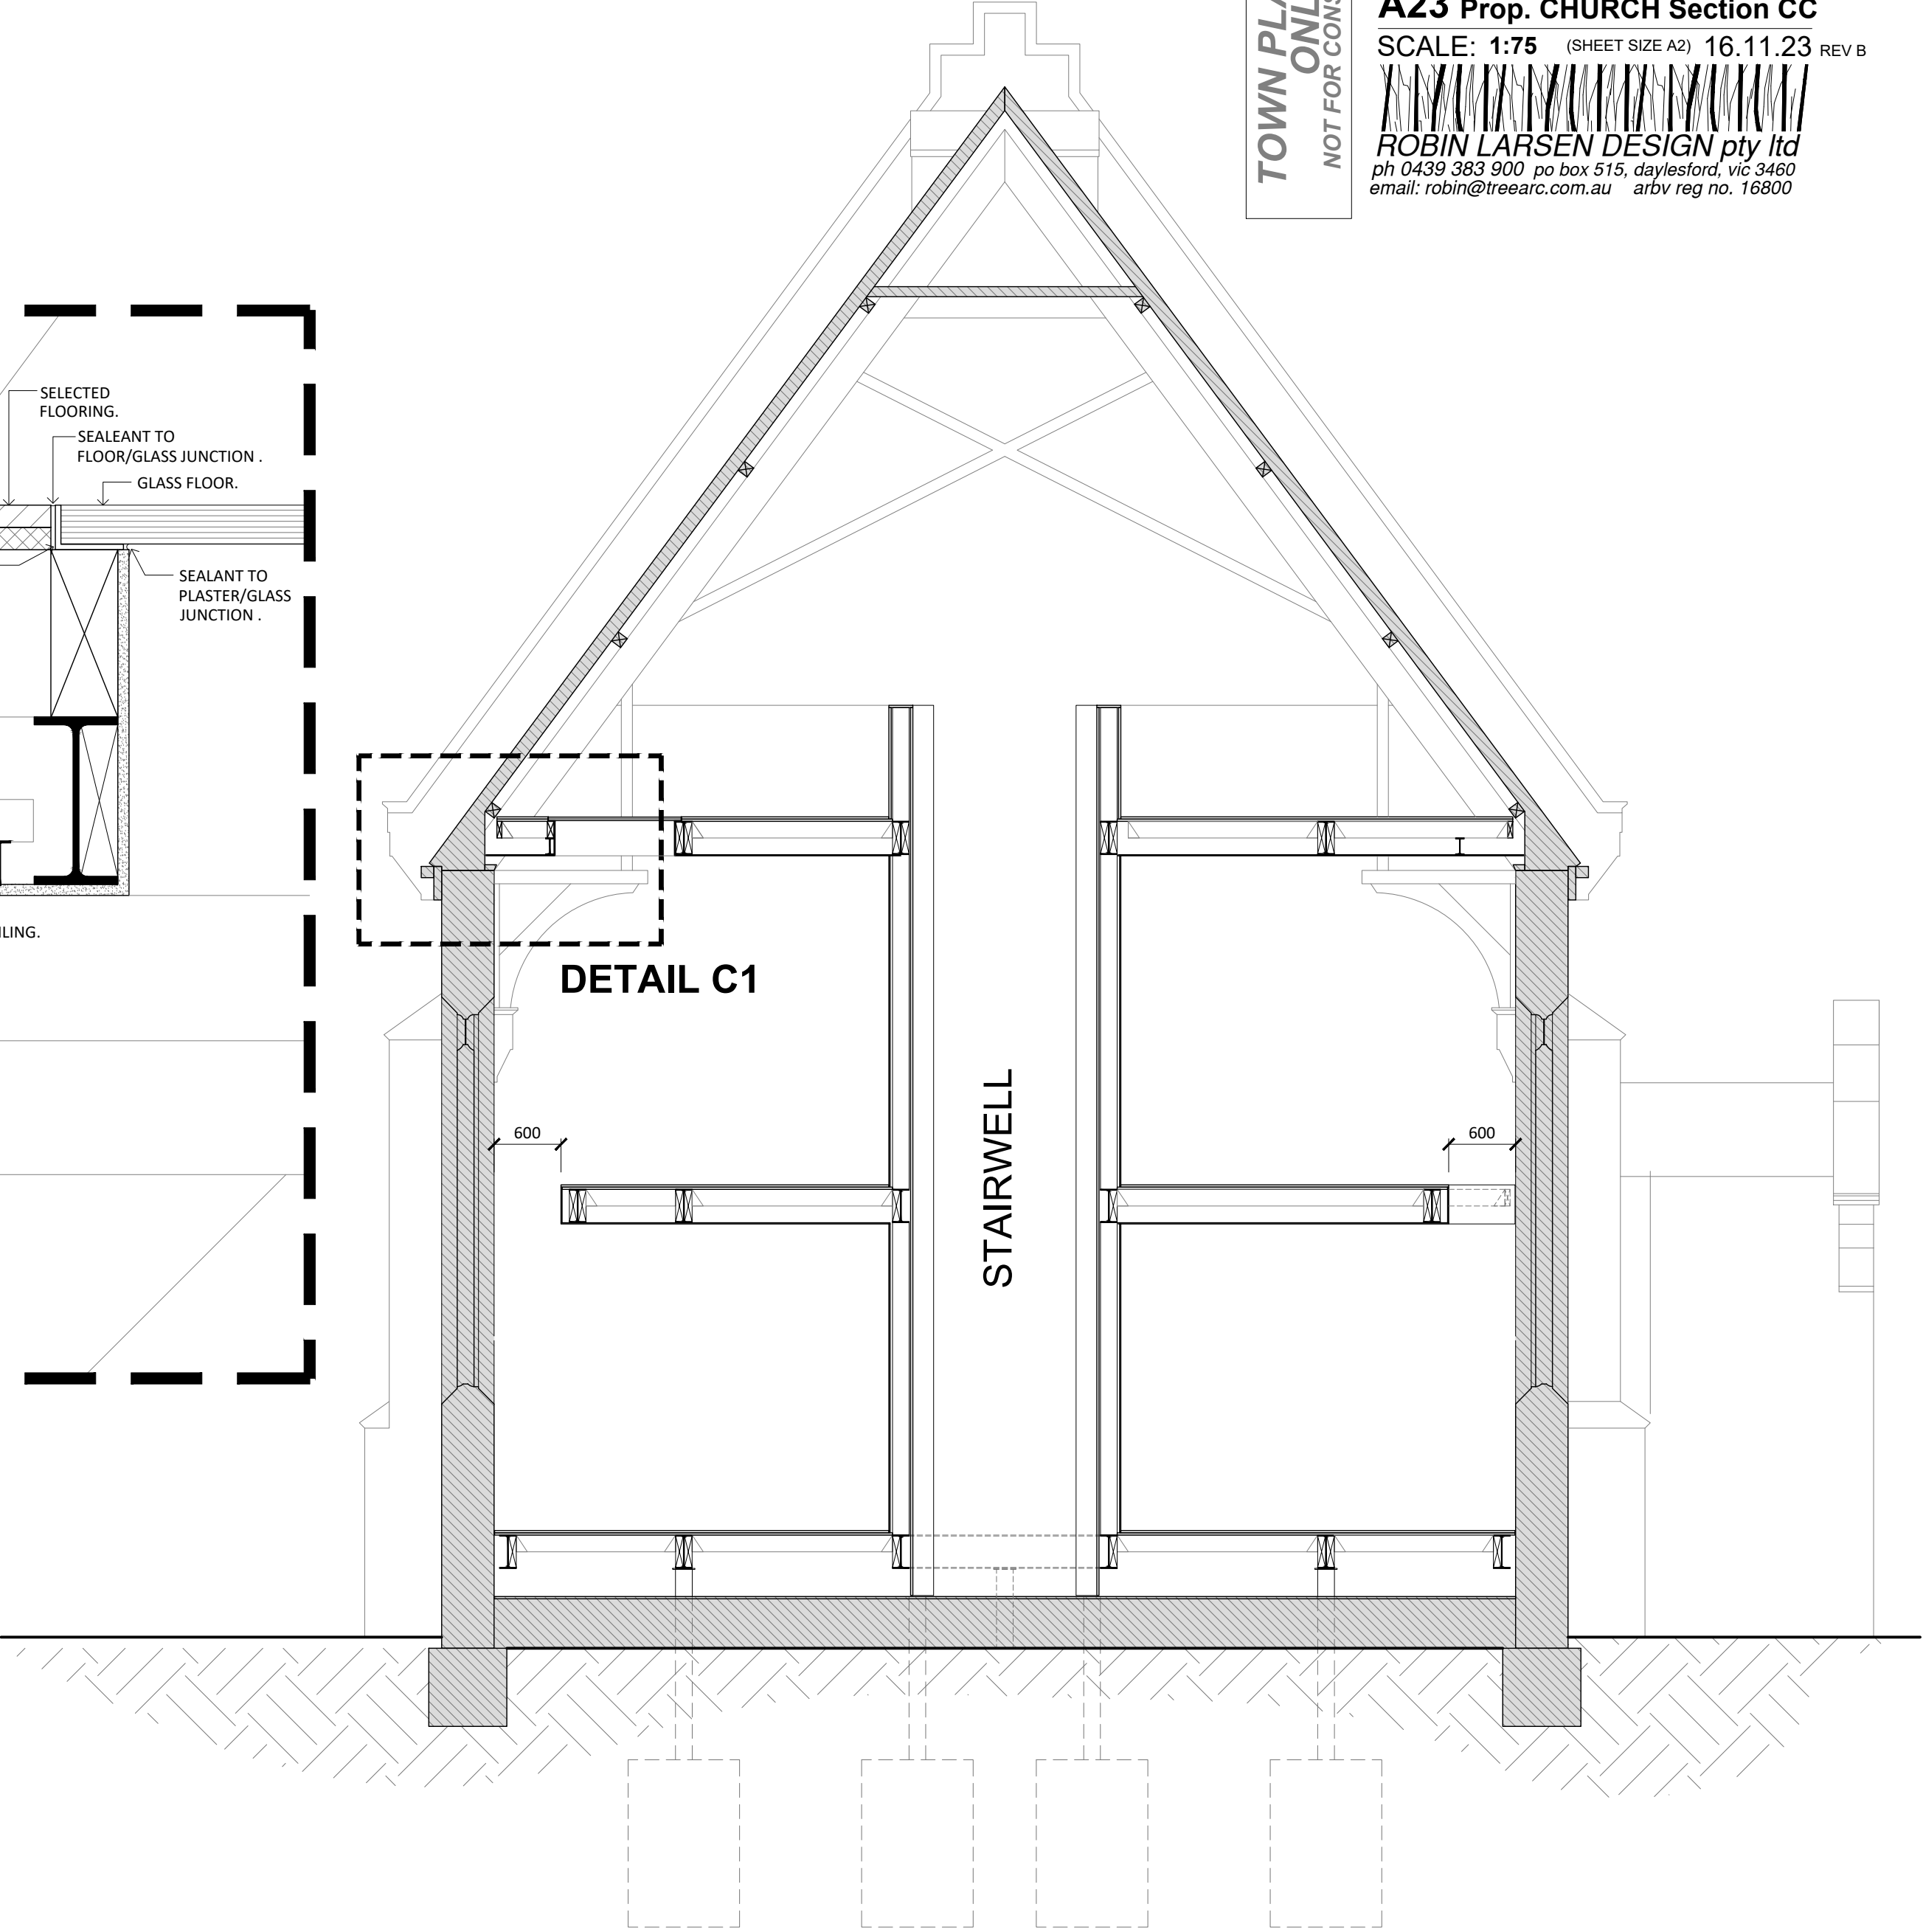 A23 Prop. CHURCH Section CC
SCALE: 1:75 (SHEET SIZE A2) 16.11.23 REV B
ROBIN LARSEN DESIGN pty ltd
ph 0439 383 900 po box 515, daylesford, vic 3460
email: robin@treearc.com.au arbv reg no. 16800
TOWN
NOT FOR
SELECTED
FLOORING.
SEALEANT TO
FLOOR/GLASS JUNCTION .
GLASS FLOOR.
SEALANT TO
PLASTER/GLASS
JUNCTION .
DETAIL C1
STAIRWELL
600
600